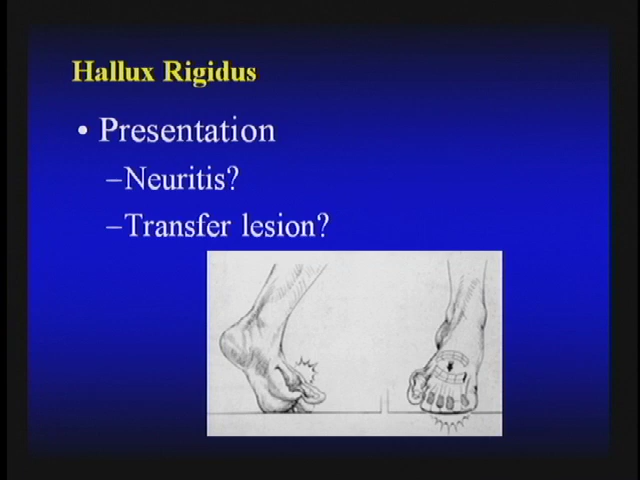 Hallux Rigidus
• Presentation
–Neuritis?
–Transfer lesion?